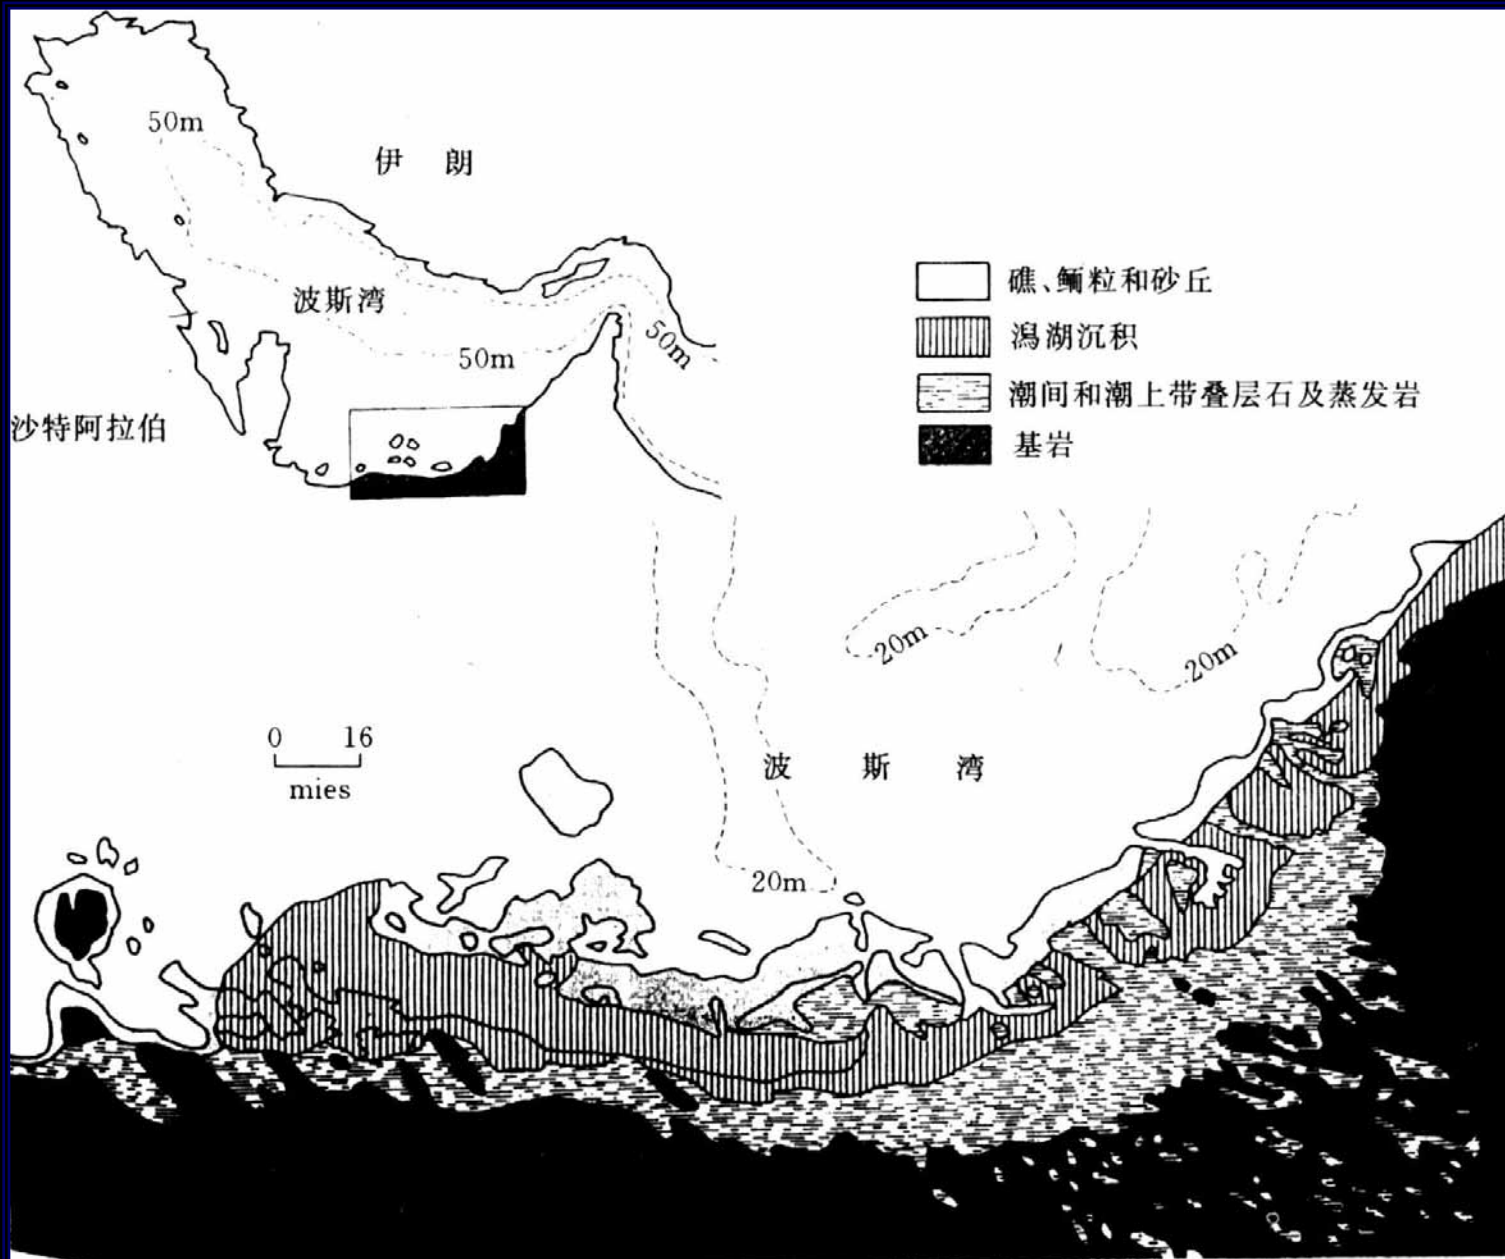 50m
伊 朗
波斯湾
50m
50m
沙特阿拉伯
礁、鲕粒和砂丘
潟湖沉积
潮间和潮上带叠层石及蒸发岩
基岩
20m
20m
0 16
mies
波 斯 湾
20m